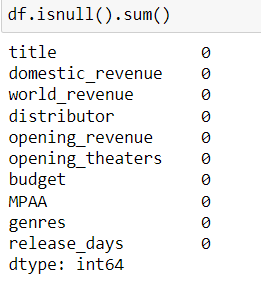 df.isnull().sum()
title 0
domestic_revenue 0
world_revenue 0
distributor 0
opening_revenue 0
opening_theaters 0
budget 0
MPAA 0
genres 0
release_days 0
dtype: int64